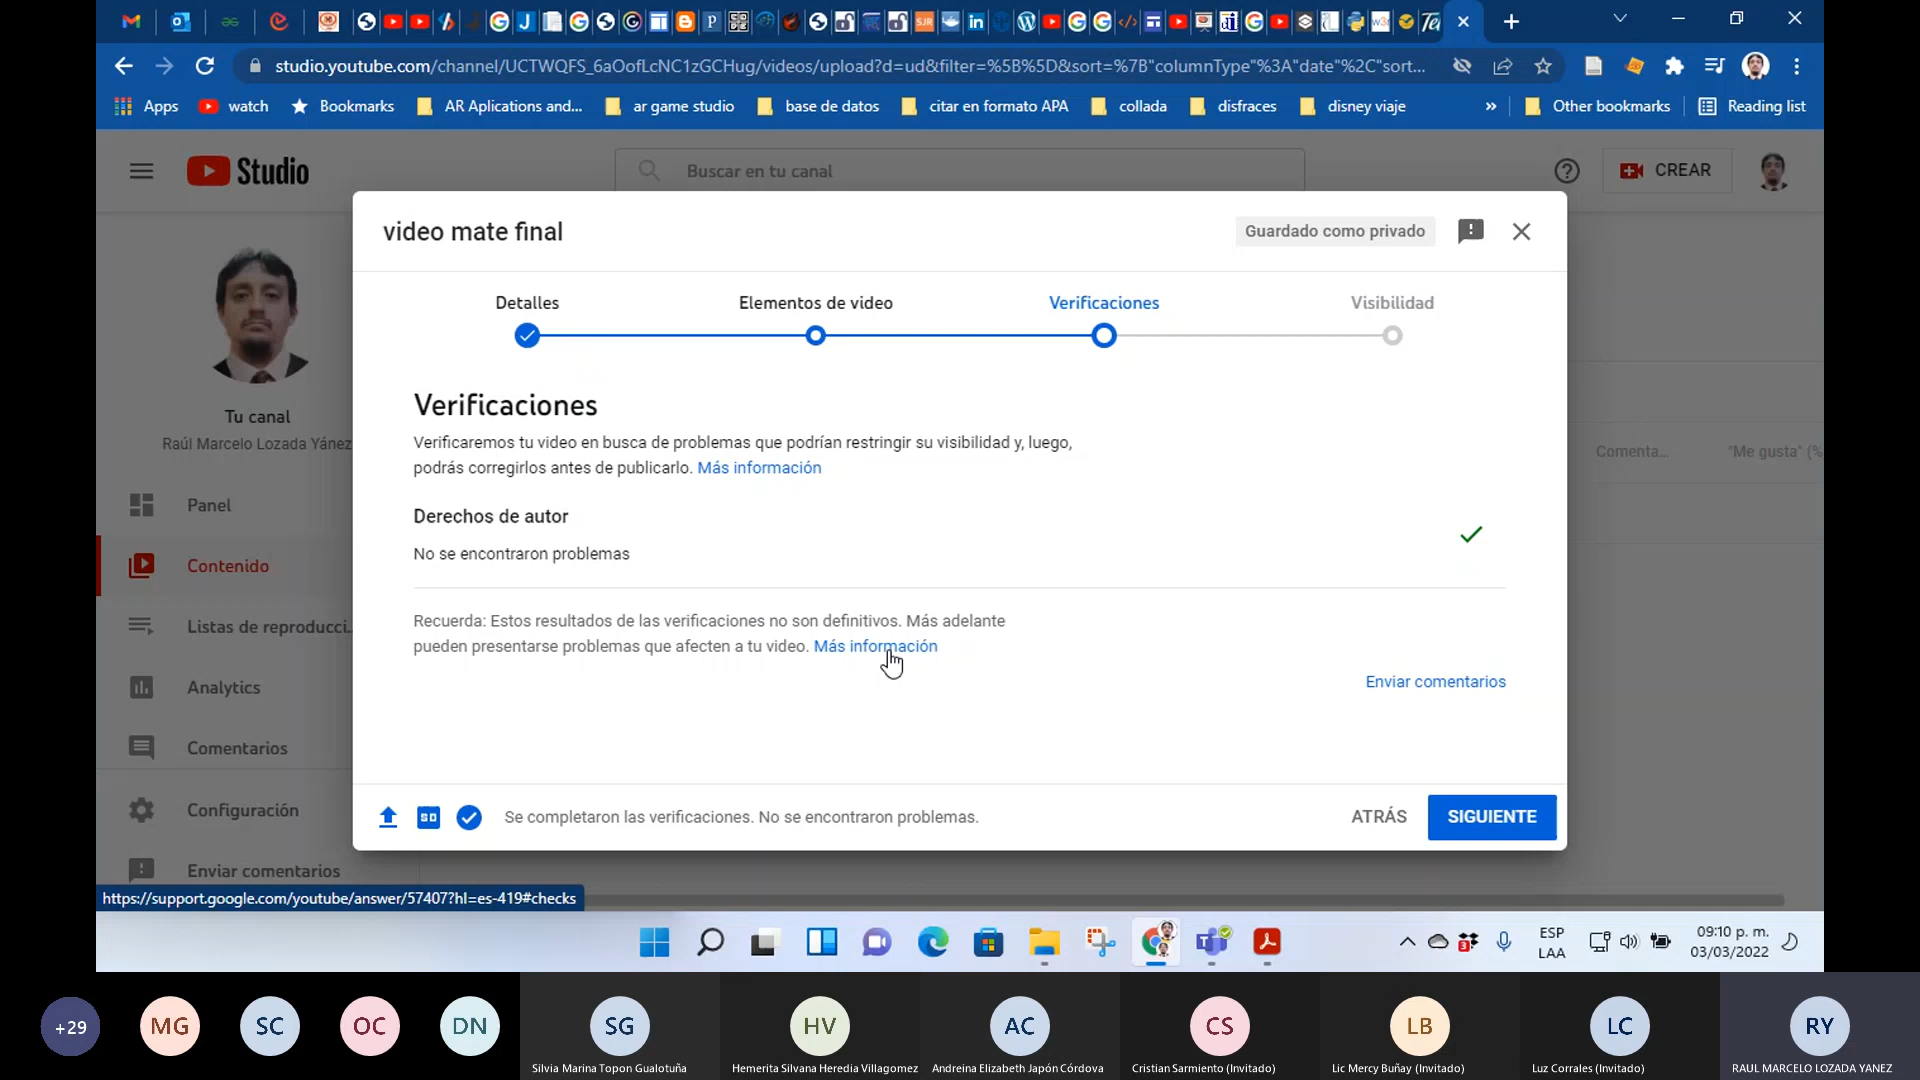 studio.youtube.com/channel/UCTWQFS_6aOofLcNC1zGCHug/videos/upload?d=ud&filter=%5B%5D&sort=%7B"columnType"%3A"date"%2C"sort...
Apps
watch
Bookmarks
AR Aplications and...
ar game studio
base de datos
citar en formato APA
collada
disfraces
disney viaje
»
Other bookmarks
Reading list
Studio
Buscar en tu canal
CREAR
video mate final
Guardado como privado
Detalles
Elementos de video
Verificaciones
Visibilidad
Verificaciones
Verificaremos tu video en busca de problemas que podrían restringir su visibilidad y, luego,
podrás corregirlos antes de publicarlo. Más información
Derechos de autor
No se encontraron problemas
Recuerda: Estos resultados de las verificaciones no son definitivos. Más adelante
pueden presentarse problemas que afecten a tu video. Más información
Enviar comentarios
SD
Se completaron las verificaciones. No se encontraron problemas.
ATRÁS
SIGUIENTE
Tu canal
Raúl Marcelo Lozada Yánez
Panel
Contenido
Listas de reproducci...
Analytics
Comentarios
Configuración
Enviar comentarios
Comenta...
"Me gusta" (%
https://support.google.com/youtube/answer/57407?hl=es-419#checks
ESP
LAA
09:10 p. m.
03/03/2022
+29
MG
SC
OC
DN
SG
HV
AC
CS
LB
LC
RY
Silvia Marina Topon Gualotuña
Hemerita Silvana Heredia Villagomez
Andreina Elizabeth Japón Córdova
Cristian Sarmiento (Invitado)
Lic Mercy Buñay (Invitado)
Luz Corrales (Invitado)
RAUL MARCELO LOZADA YANEZ